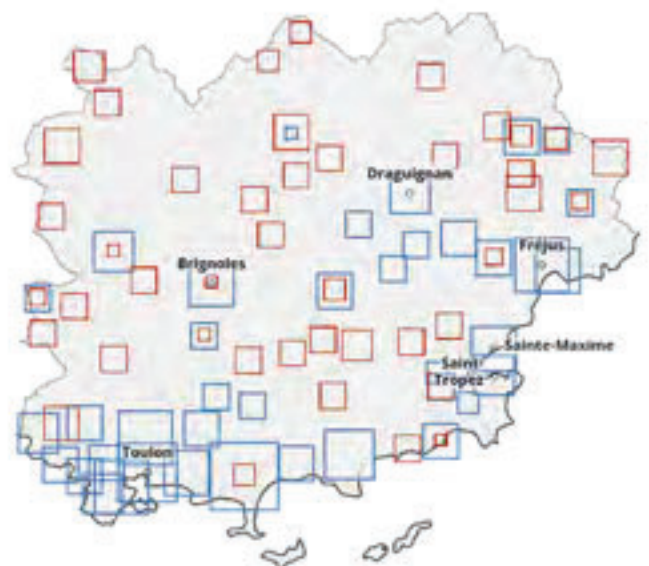 Draguignan
Fréjus
Brignoles
Sainte-Maxime
Saint-
Tropez
Toulon